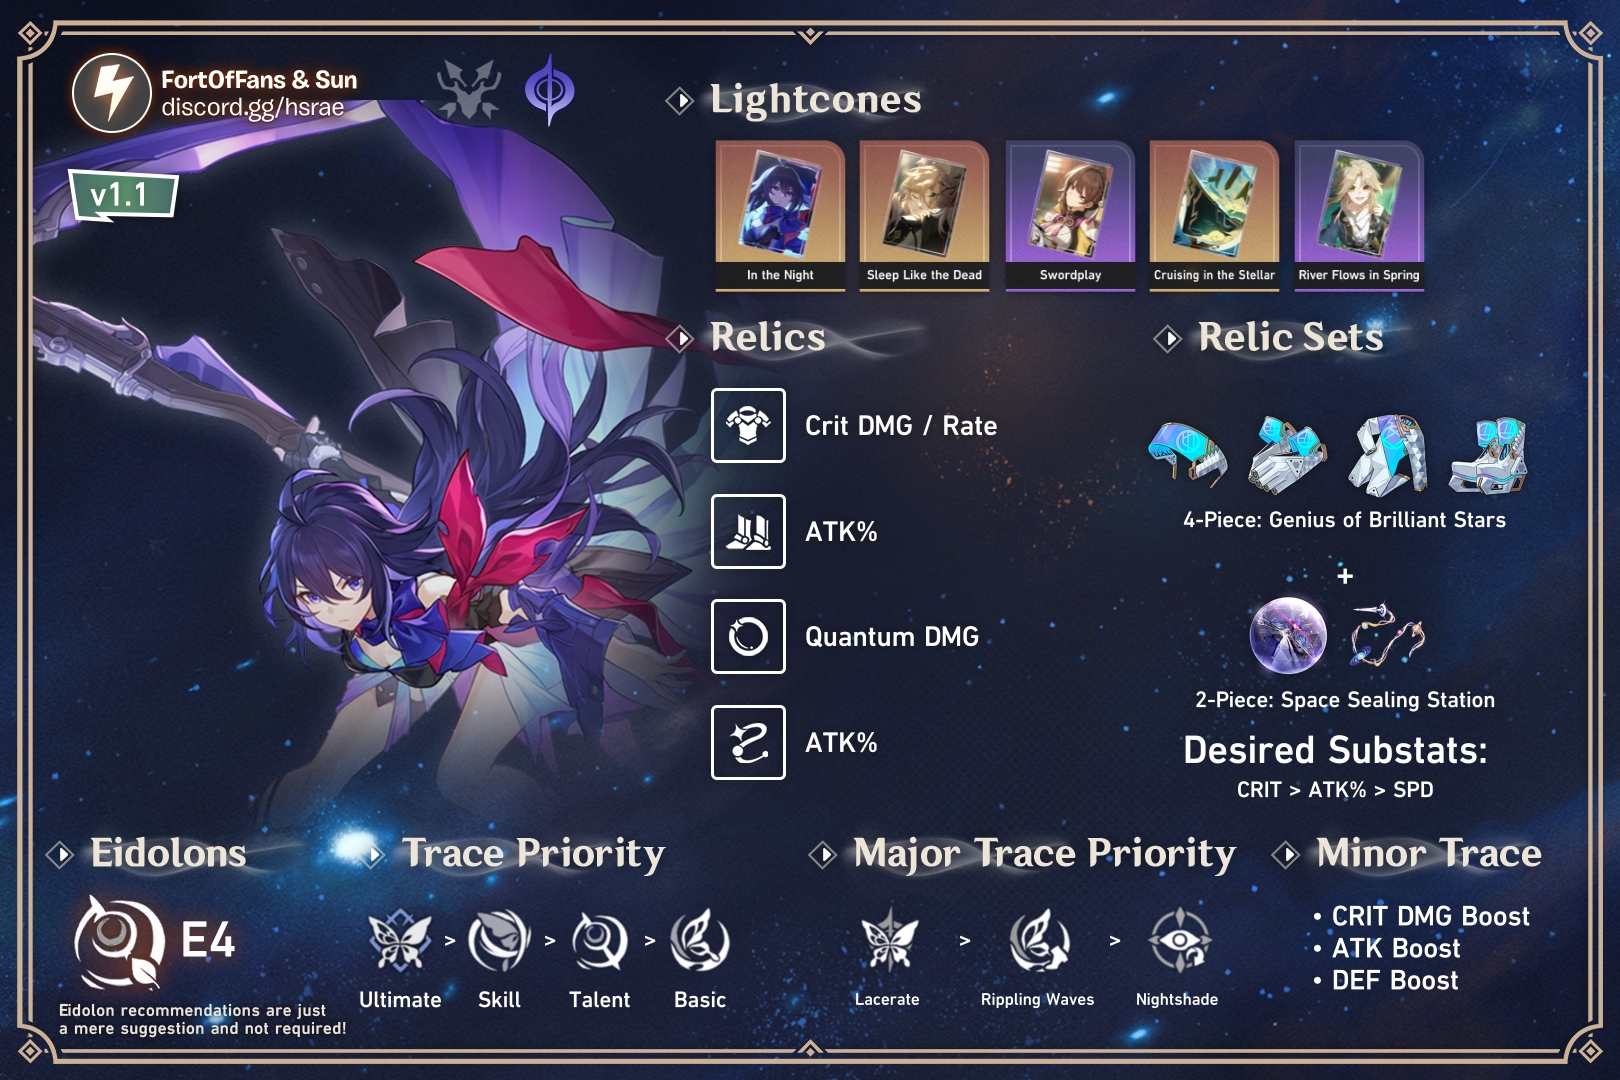 FortOfFans & Sun
discord.gg/hsrae
v1.1
Lightcones
In the Night
Sleep Like the Dead
Swordplay
Cruising in the Stellar
River Flows in Spring
Relics
Crit DMG / Rate
ATK%
Quantum DMG
ATK%
Relic Sets
4-Piece: Genius of Brilliant Stars
+
2-Piece: Space Sealing Station
Desired Substats:
CRIT > ATK% > SPD
Eidolons
E4
Eidolon recommendations are just
a mere suggestion and not required!
Trace Priority
> > >
Ultimate Skill Talent Basic
Major Trace Priority
> >
Lacerate Rippling Waves Nightshade
Minor Trace
• CRIT DMG Boost
• ATK Boost
• DEF Boost